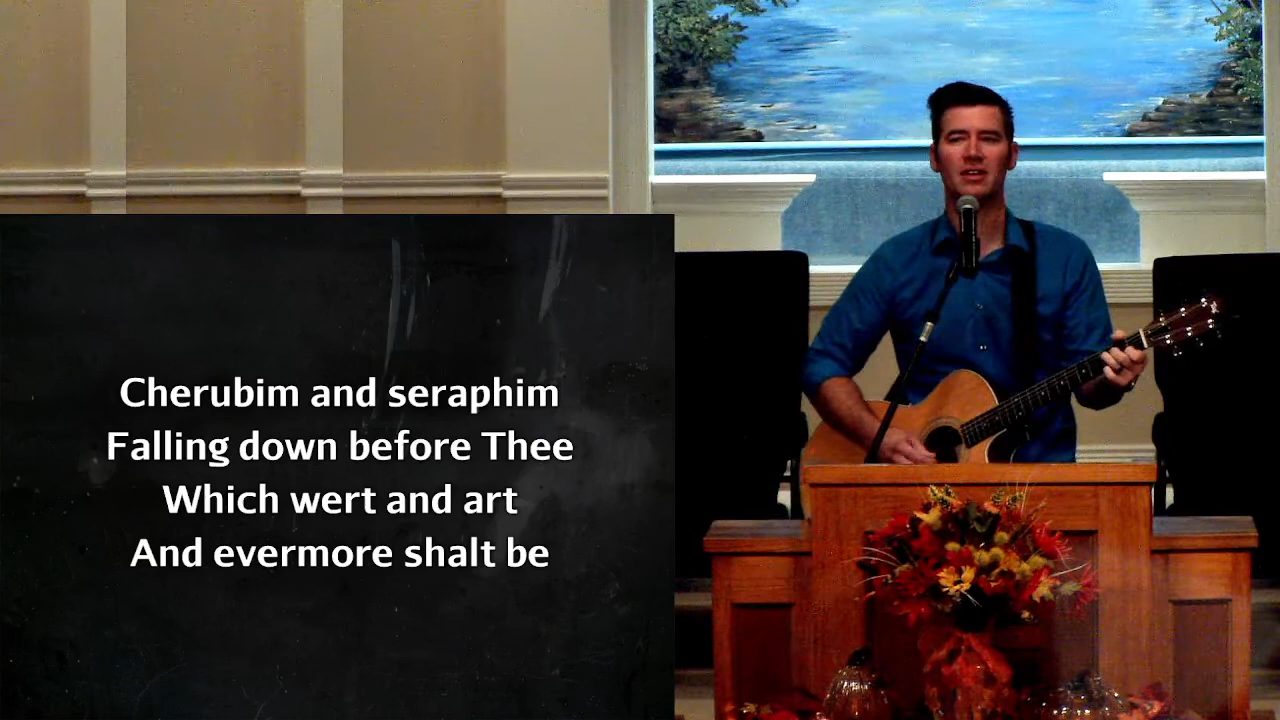 Cherubim and seraphim
Falling down before Thee
Which wert and art
And evermore shalt be